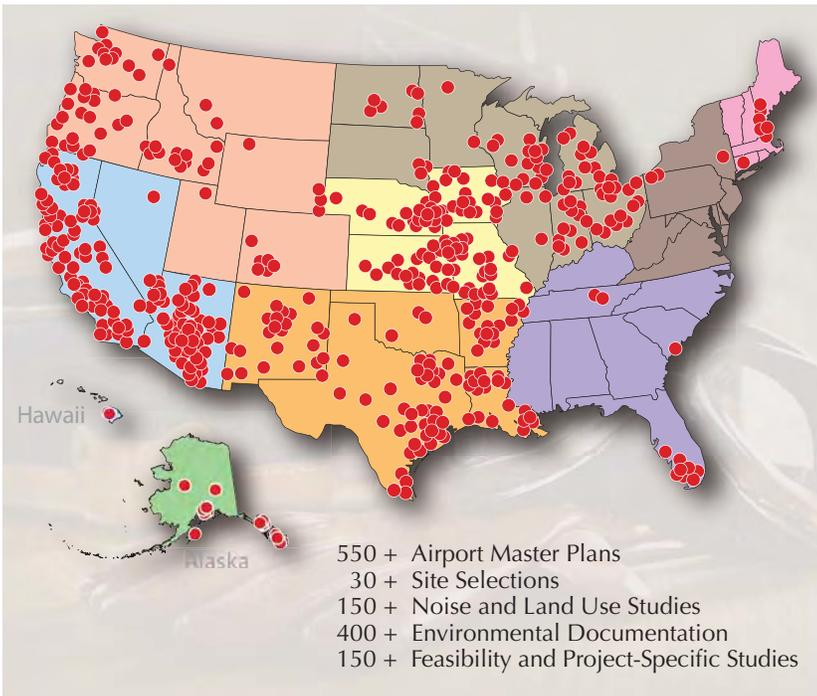 Hawaii
Alaska
550 + Airport Master Plans
30 + Site Selections
150 + Noise and Land Use Studies
400 + Environmental Documentation
150 + Feasibility and Project-Specific Studies